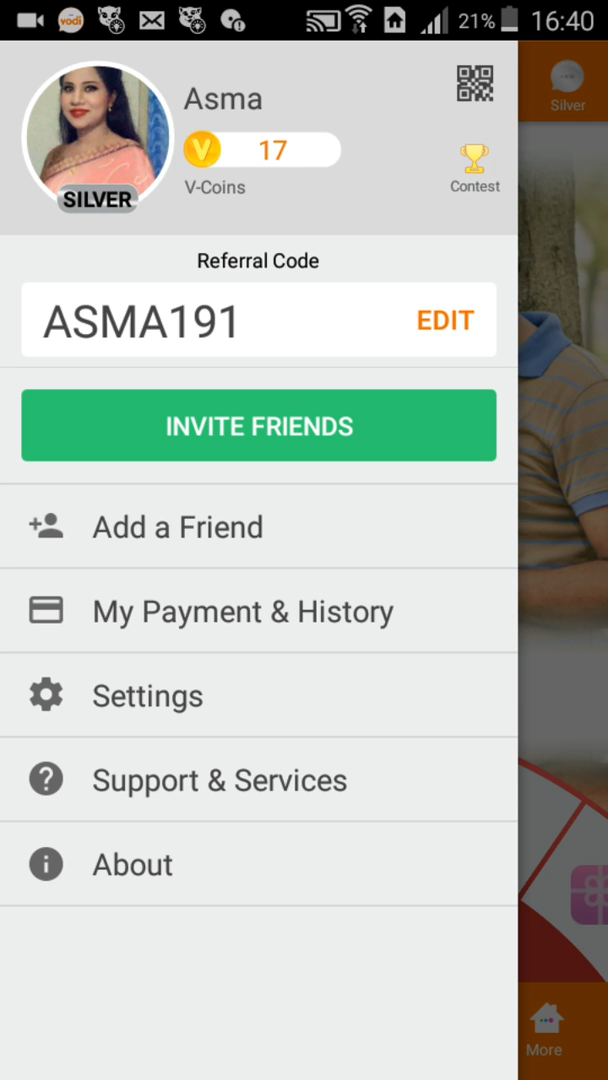 yodi
21%
16:40
Asma
17
V-Coins
SILVER
Contest
Silver
Referral Code
ASMA191
EDIT
INVITE FRIENDS
Add a Friend
My Payment & History
Settings
Support & Services
About
More